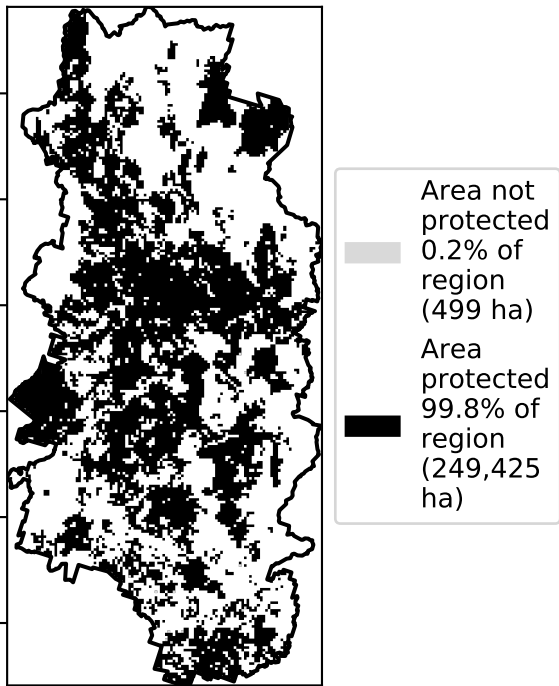 Area not
protected
0.2% of
region
(499 ha)
Area
protected
99.8% of
region
(249,425
ha)